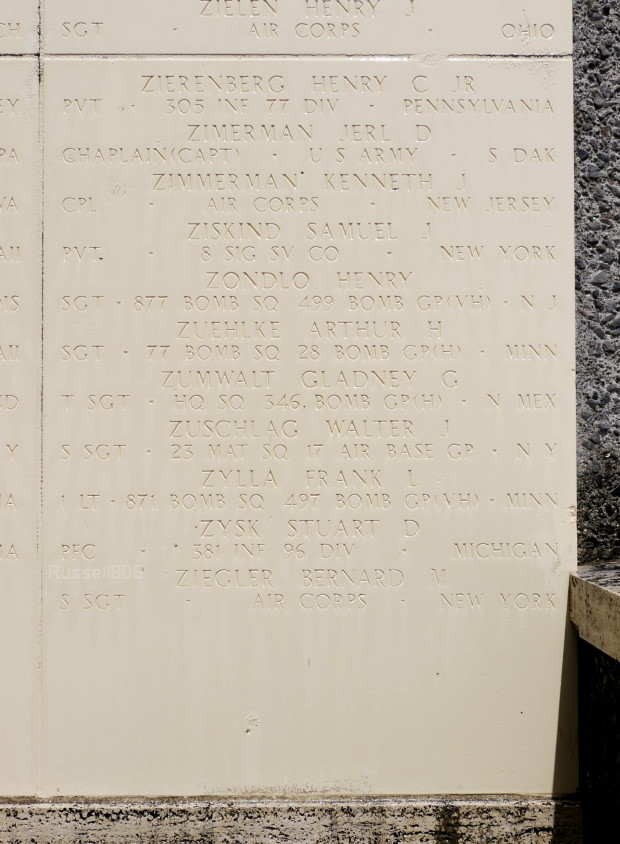 ZIELEN HENRY J
SGT · AIR CORPS · OHIO
ZIERENBERG HENRY C JR
PVT · 305 INF 77 DIV · PENNSYLVANIA
ZIMERMAN JERL D
CHAPLAIN(CAPT) · U S ARMY · S DAK
ZIMMERMAN KENNETH J
CPL · AIR CORPS · NEW JERSEY
ZISKIND SAMUEL J
PVT · 8 SIG SV CO · NEW YORK
ZONDLO HENRY
SGT · 877 BOMB SQ 499 BOMB GP(VH) · N J
ZUEHLKE ARTHUR H
SGT · 77 BOMB SQ 28 BOMB GP(H) · MINN
ZUMWALT GLADNEY G
T SGT · HQ SQ 346 BOMB GP(H) · N MEX
ZUSCHLAG WALTER J
S SGT · 23 MAT SQ 17 AIR BASE GP · N Y
ZYLLA FRANK L
1 LT · 871 BOMB SQ 497 BOMB GP(VH) · MINN
ZYSK STUART D
PFC · 381 INF 96 DIV · MICHIGAN
ZIEGLER BERNARD M
S SGT · AIR CORPS · NEW YORK